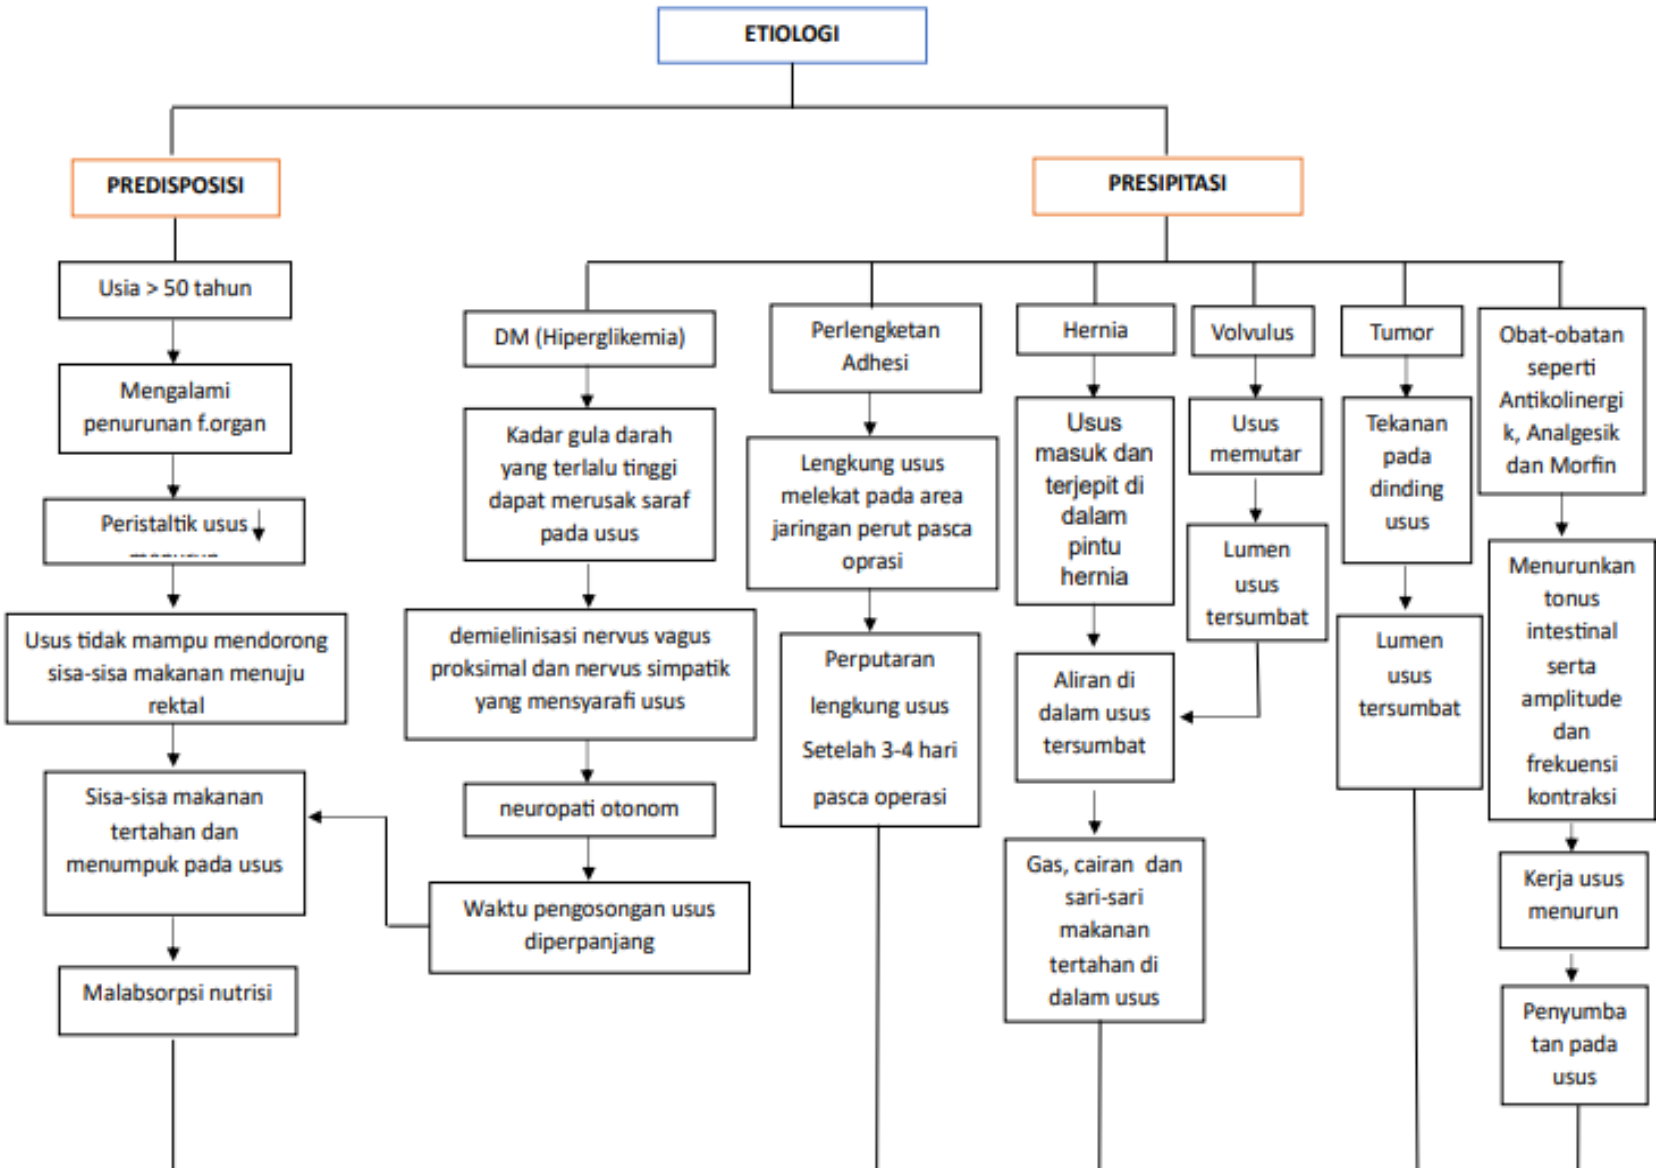 ETIOLOGI
PREDISPOSISI
PRESIPITASI
Usia > 50 tahun
Mengalami
penurunan f.organ
Peristaltik usus
Usus tidak mampu mendorong
sisa-sisa makanan menuju
rektal
Sisa-sisa makanan
tertahan dan
menumpuk pada usus
Malabsorpsi nutrisi
DM (Hiperglikemia)
Kadar gula darah
yang terlalu tinggi
dapat merusak saraf
pada usus
demielinisasi nervus vagus
proksimal dan nervus simpatik
yang mensyarafi usus
neuropati otonom
Waktu pengosongan usus
diperpanjang
Perlengketan
Adhesi
Lengkung usus
melekat pada area
jaringan perut pasca
oprasi
Perputaran
lengkung usus
Setelah 3-4 hari
pasca operasi
Hernia
Usus
masuk dan
terjepit di
dalam
pintu
hernia
Aliran di
dalam usus
tersumbat
Gas, cairan dan
sari-sari
makanan
tertahan di
dalam usus
Volvulus
Usus
memutar
Lumen
usus
tersumbat
Tumor
Tekanan
pada
dinding
usus
Lumen
usus
tersumbat
Obat-obatan
seperti
Antikolinergi
k, Analgesik
dan Morfin
Menurunkan
tonus
intestinal
serta
amplitude
dan
frekuensi
kontraksi
Kerja usus
menurun
Penyumba
tan pada
usus